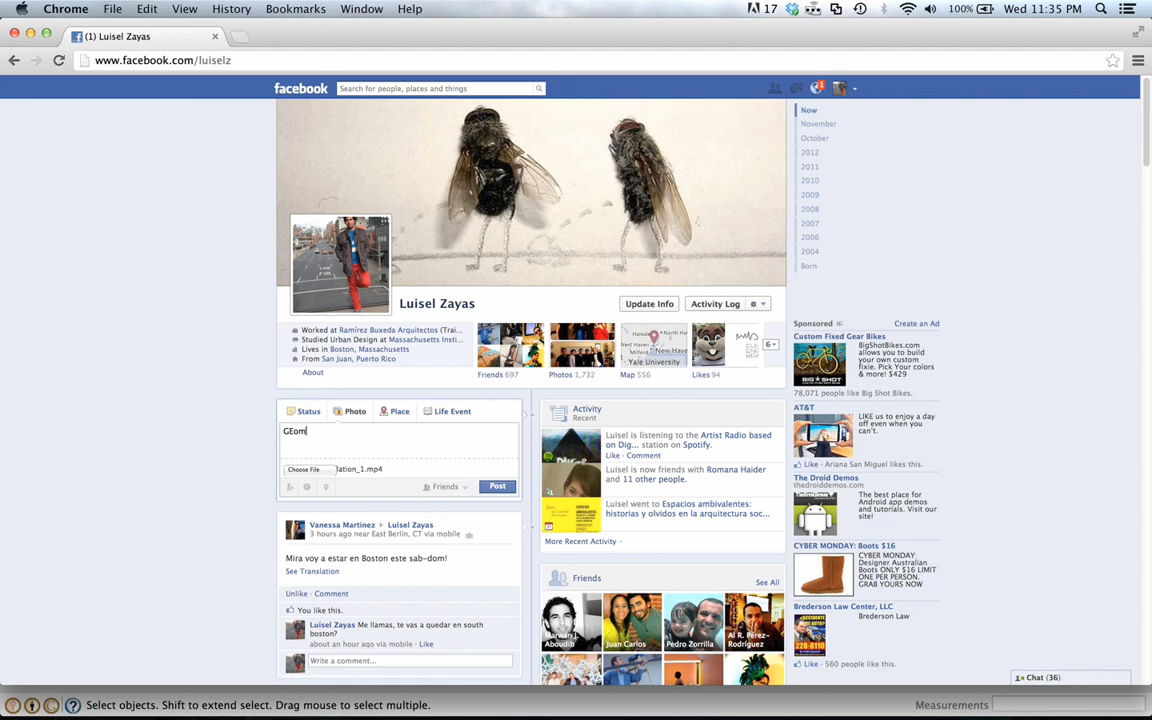 Chrome File Edit View History Bookmarks Window Help 17 100% Wed 11:35 PM
(1) Luisel Zayas
www.facebook.com/luiselz
facebook Search for people, places and things 1
Now
November
October
2012
2011
2010
2009
2008
2007
2006
2004
Born
Luisel Zayas
Update Info
Activity Log
Worked at Ramírez Buxeda Arquitectos (Trai...
Studied Urban Design at Massachusetts Insti...
Lives in Boston, Massachusetts
From San Juan, Puerto Rico
About
New Haven
Yale University
6
Friends 697
Photos 1,732
Map 556
Likes 94
Status Photo Place Life Event
GEom
Choose File lation_1.mp4
Friends Post
Vanessa Martinez Luisel Zayas
3 hours ago near East Berlin, CT via mobile
Mira voy a estar en Boston este sab-dom!
See Translation
Unlike · Comment
You like this.
Luisel Zayas Me llamas, te vas a quedar en south
boston?
about an hour ago via mobile · Like
Write a comment...
Activity
Recent
Luisel is listening to the Artist Radio based
on Dig... station on Spotify.
Like · Comment
Luisel is now friends with Romana Haider
and 11 other people.
Luisel went to Espacios ambivalentes:
historias y olvidos en la arquitectura soc...
More Recent Activity
Friends
See All
Marwan J.
Aboudib
Juan Carlos
Pedro Zorrilla
Al R. Pérez-
Rodríguez
Sponsored
Create an Ad
Custom Fixed Gear Bikes
BIG SHOT
BigShotBikes.com
allows you to build
your own custom
fixie. Pick Your colors
& more! $429
78,071 people like Big Shot Bikes.
AT&T
LIKE us to enjoy a day
off even when you
can't.
Like · Ariana San Miguel likes this.
The Droid Demos
thedroiddemos.com
The best place for
Android app demos
and tutorials. Visit our
site!
CYBER MONDAY: Boots $16
CYBER MONDAY:
Designer Australian
Boots ONLY $16 LIMIT
ONE PER PERSON.
GRAB YOURS NOW
Brederson Law Center, LLC
228-8110
Brederson Law
Like · 560 people like this.
Chat (36)
Select objects. Shift to extend select. Drag mouse to select multiple.
Measurements